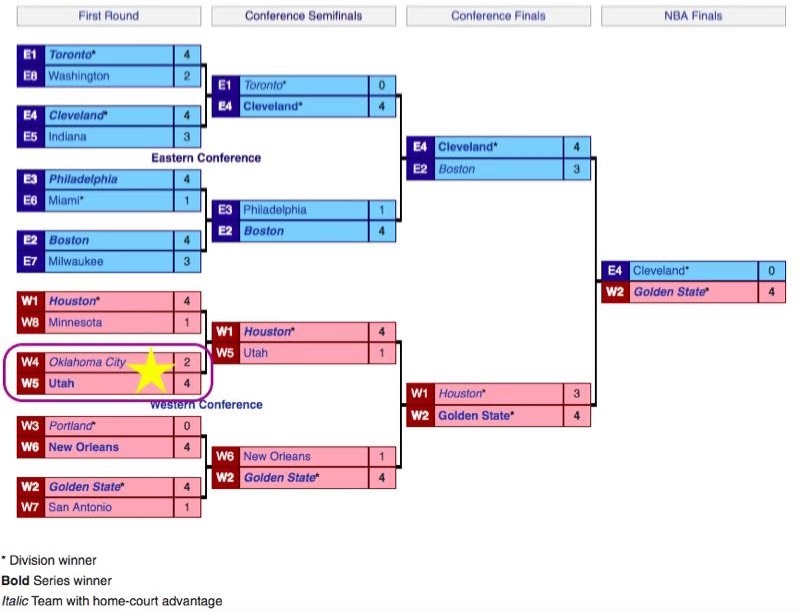 First Round
Conference Semifinals
Conference Finals
NBA Finals
E1 Toronto* 4
E8 Washington 2
E4 Cleveland* 4
E5 Indiana 3
Eastern Conference
E3 Philadelphia 4
E6 Miami* 1
E2 Boston 4
E7 Milwaukee 3
W1 Houston* 4
W8 Minnesota 1
W4 Oklahoma City 2
W5 Utah 4
Western Conference
W3 Portland* 0
W6 New Orleans 4
W2 Golden State* 4
W7 San Antonio 1
E1 Toronto* 0
E4 Cleveland* 4
E3 Philadelphia 1
E2 Boston 4
W1 Houston* 4
W5 Utah 1
W6 New Orleans 1
W2 Golden State* 4
E4 Cleveland* 4
E2 Boston 3
W1 Houston* 3
W2 Golden State* 4
E4 Cleveland* 0
W2 Golden State* 4
* Division winner
Bold Series winner
Italic Team with home-court advantage